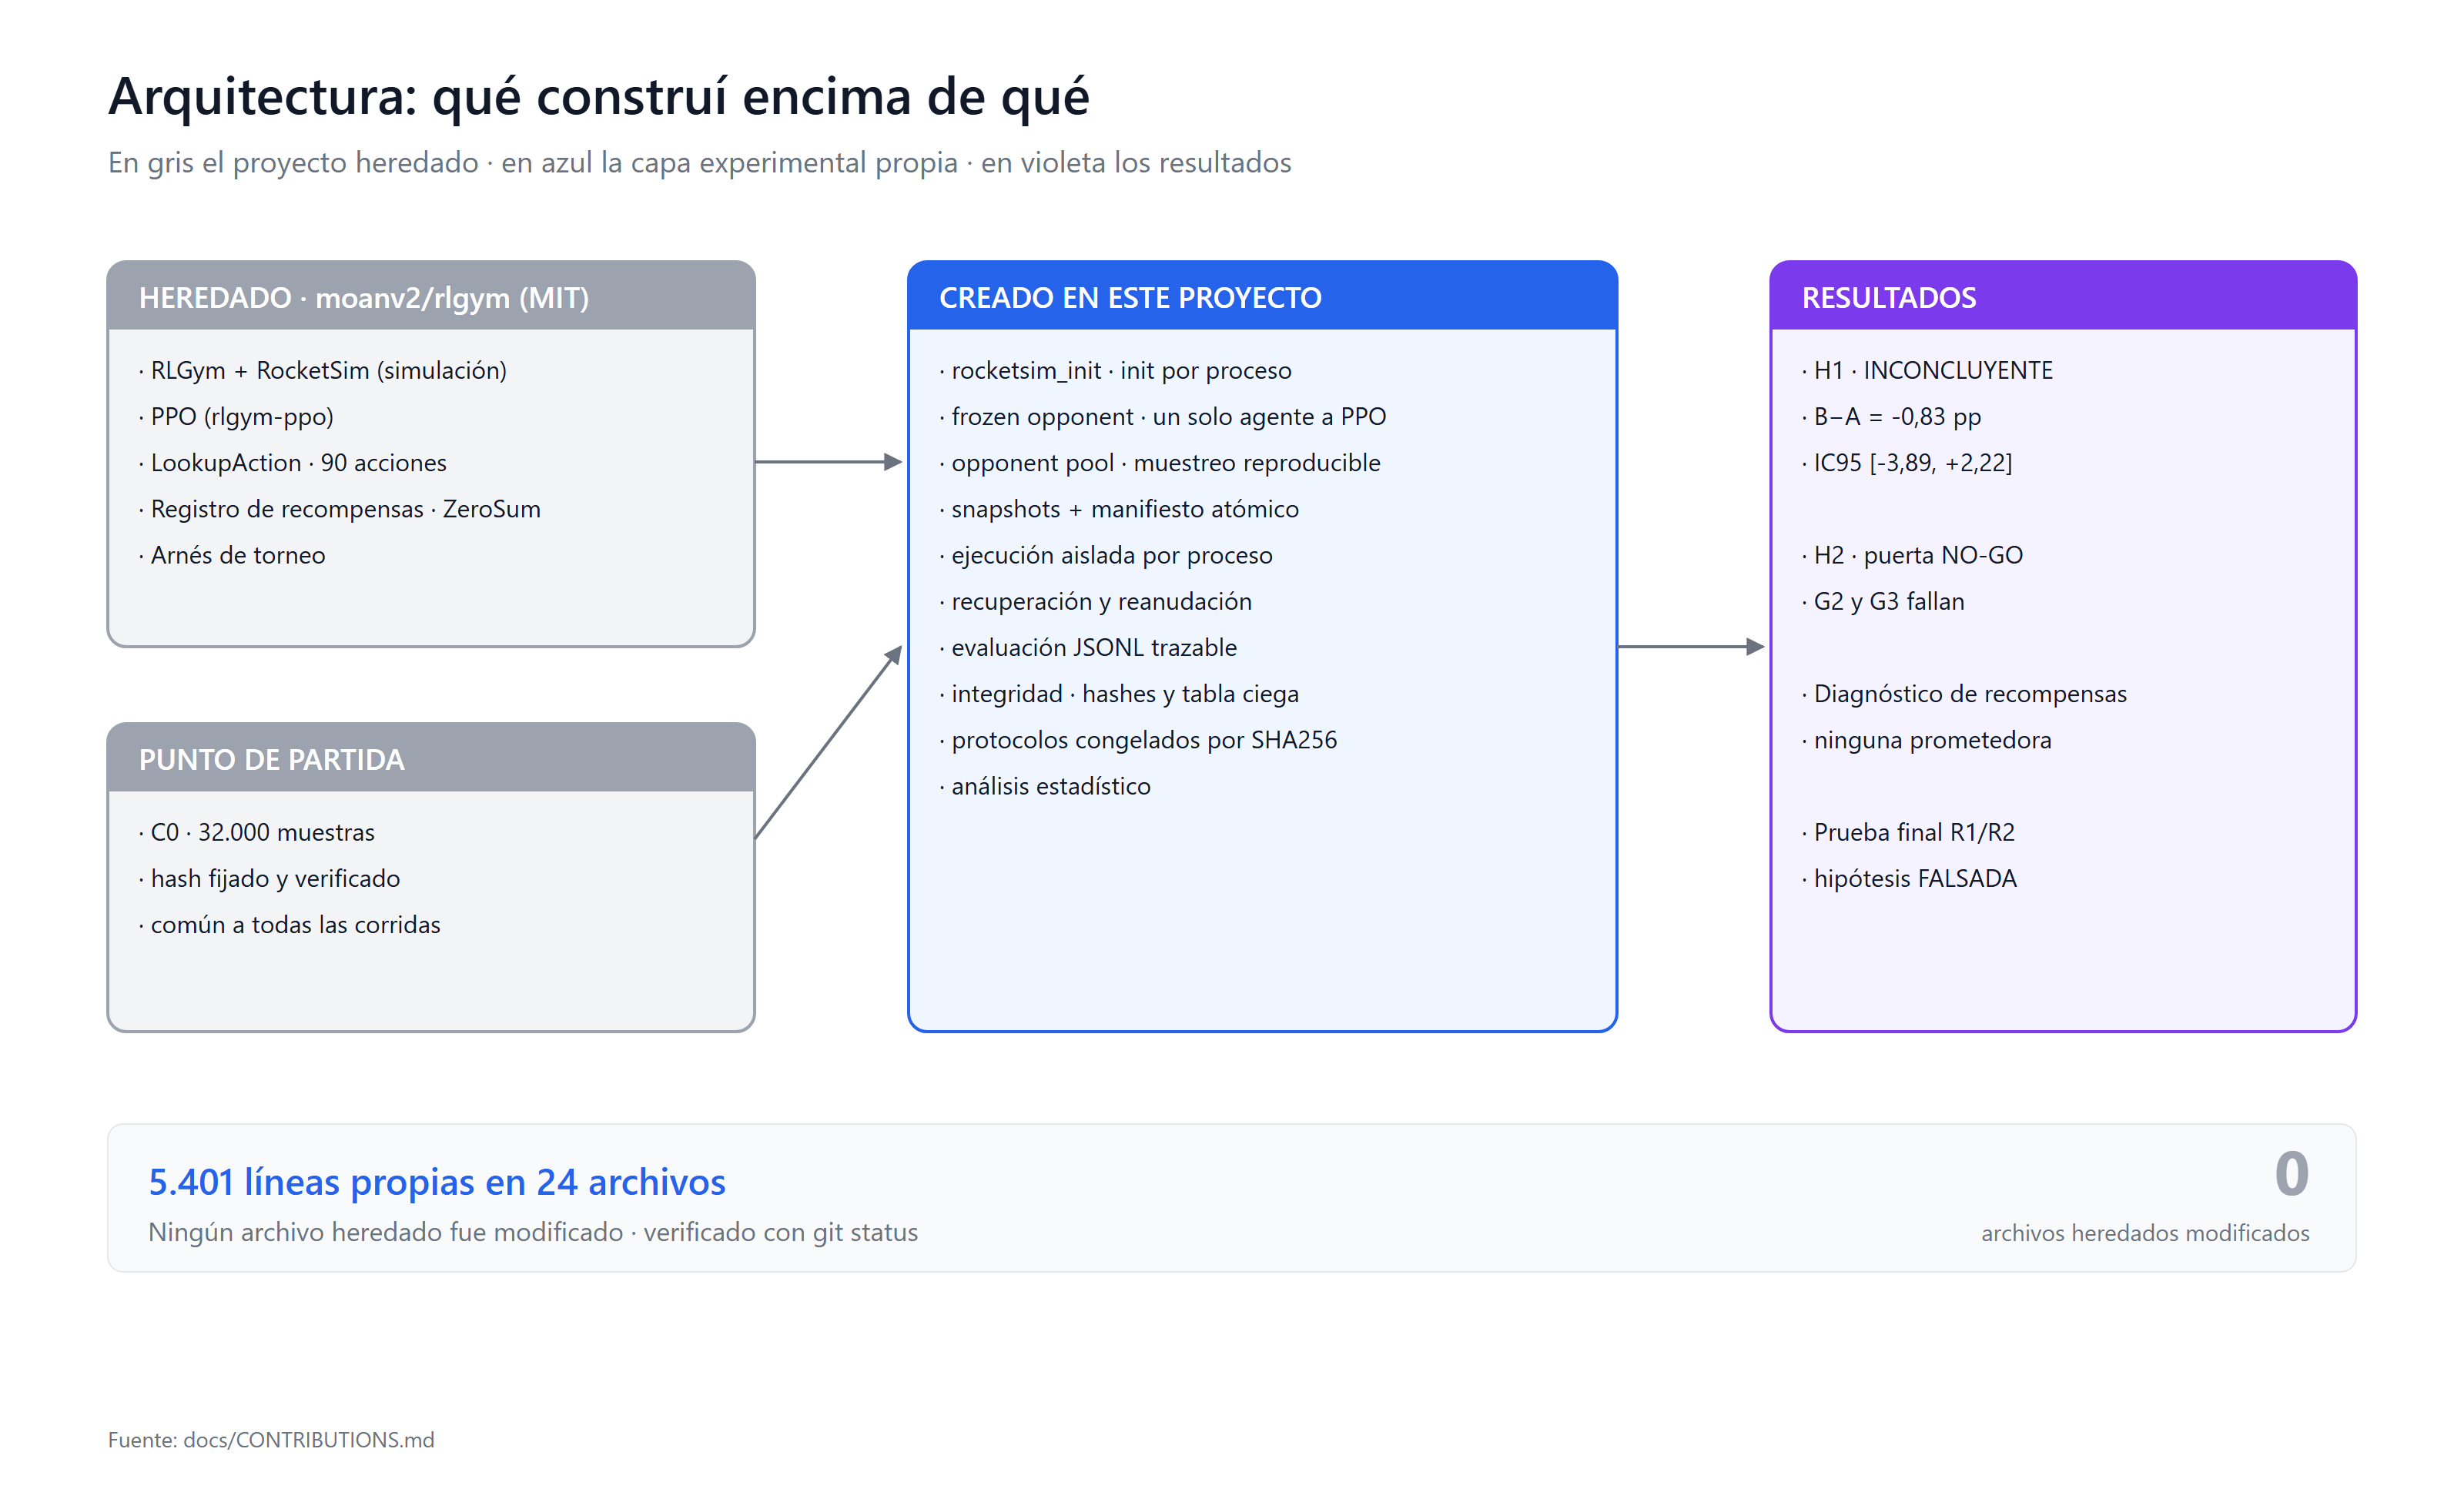 Arquitectura: qué construí encima de qué
En gris el proyecto heredado · en azul la capa experimental propia · en violeta los resultados
HEREDADO · moanv2/rlgym (MIT)
· RLGym + RocketSim (simulación)
· PPO (rlgym-ppo)
· LookupAction · 90 acciones
· Registro de recompensas · ZeroSum
· Arnés de torneo
PUNTO DE PARTIDA
· C0 · 32.000 muestras
· hash fijado y verificado
· común a todas las corridas
CREADO EN ESTE PROYECTO
· rocketsim_init · init por proceso
· frozen opponent · un solo agente a PPO
· opponent pool · muestreo reproducible
· snapshots + manifiesto atómico
· ejecución aislada por proceso
· recuperación y reanudación
· evaluación JSONL trazable
· integridad · hashes y tabla ciega
· protocolos congelados por SHA256
· análisis estadístico
RESULTADOS
· H1 · INCONCLUYENTE
· B−A = -0,83 pp
· IC95 [-3,89, +2,22]
· H2 · puerta NO-GO
· G2 y G3 fallan
· Diagnóstico de recompensas
· ninguna prometedora
· Prueba final R1/R2
· hipótesis FALSADA
5.401 líneas propias en 24 archivos
Ningún archivo heredado fue modificado · verificado con git status
0
archivos heredados modificados
Fuente: docs/CONTRIBUTIONS.md